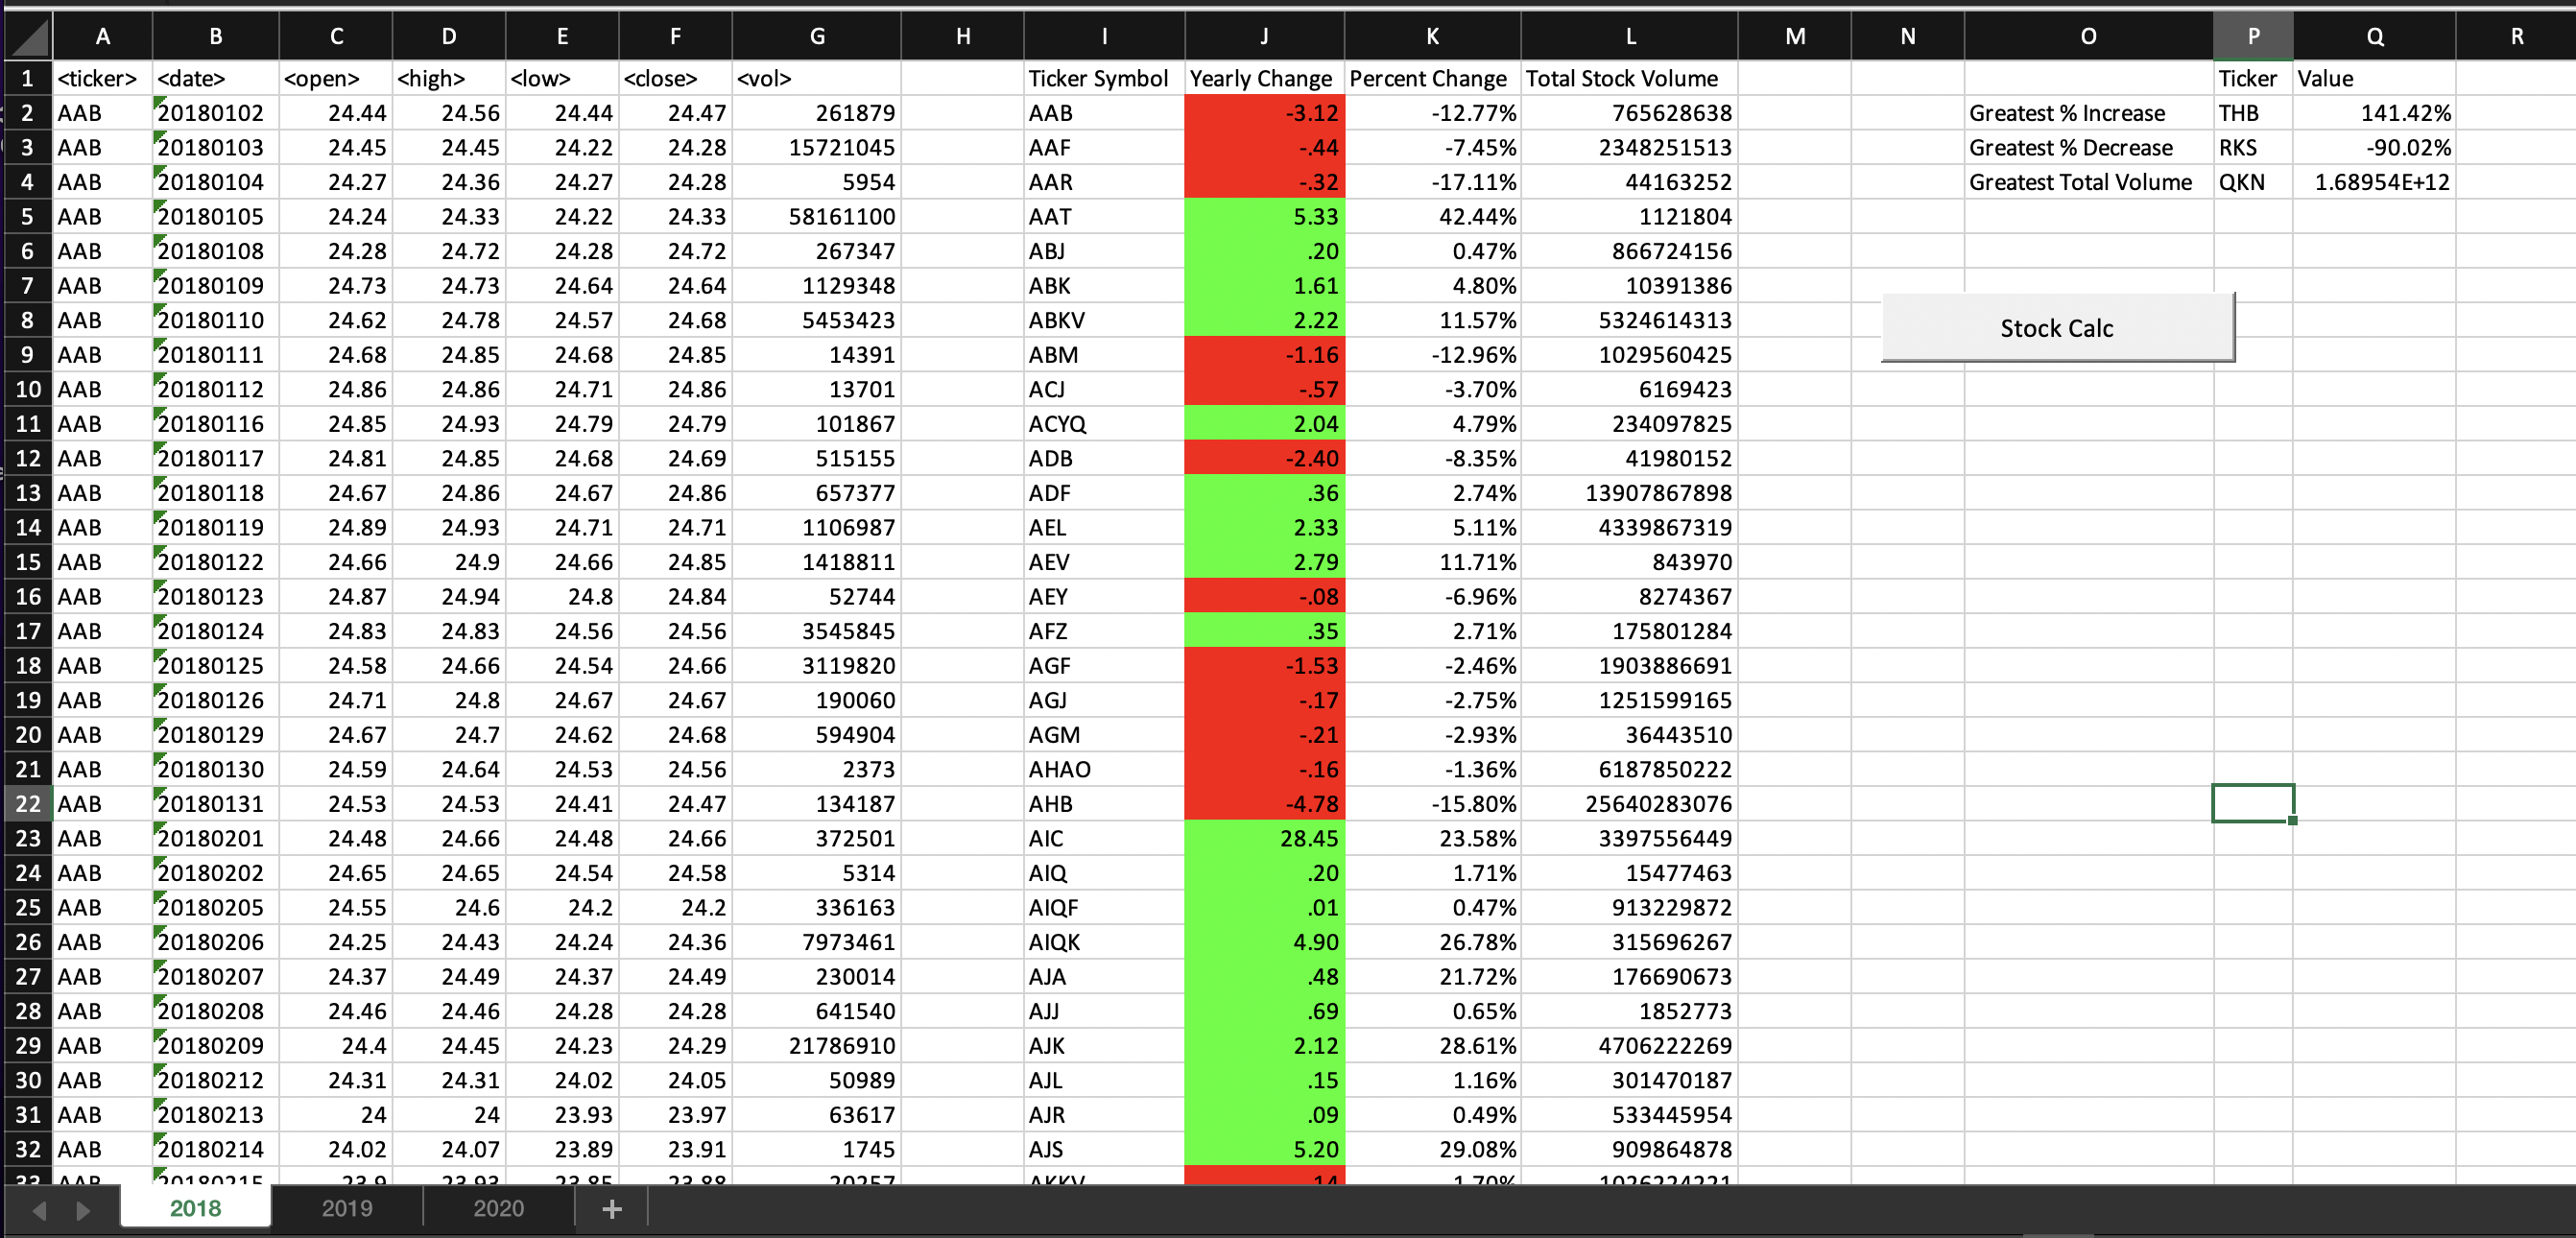 A B C D E F G H I J K L M N O P Q R
1 <ticker> <date> <open> <high> <low> <close> <vol> Ticker Symbol Yearly Change Percent Change Total Stock Volume Ticker Value
2 AAB 20180102 24.44 24.56 24.44 24.47 261879 AAB -3.12 -12.77% 765628638 Greatest % Increase THB 141.42%
3 AAB 20180103 24.45 24.45 24.22 24.28 15721045 AAF -.44 -7.45% 2348251513 Greatest % Decrease RKS -90.02%
4 AAB 20180104 24.27 24.36 24.27 24.28 5954 AAR -.32 -17.11% 44163252 Greatest Total Volume QKN 1.68954E+12
5 AAB 20180105 24.24 24.33 24.22 24.33 58161100 AAT 5.33 42.44% 1121804
6 AAB 20180108 24.28 24.72 24.28 24.72 267347 ABJ .20 0.47% 866724156
7 AAB 20180109 24.73 24.73 24.64 24.64 1129348 ABK 1.61 4.80% 10391386
8 AAB 20180110 24.62 24.78 24.57 24.68 5453423 ABKV 2.22 11.57% 5324614313 Stock Calc
9 AAB 20180111 24.68 24.85 24.68 24.85 14391 ABM -1.16 -12.96% 1029560425
10 AAB 20180112 24.86 24.86 24.71 24.86 13701 ACJ -.57 -3.70% 6169423
11 AAB 20180116 24.85 24.93 24.79 24.79 101867 ACYQ 2.04 4.79% 234097825
12 AAB 20180117 24.81 24.85 24.68 24.69 515155 ADB -2.40 -8.35% 41980152
13 AAB 20180118 24.67 24.86 24.67 24.86 657377 ADF .36 2.74% 13907867898
14 AAB 20180119 24.89 24.93 24.71 24.71 1106987 AEL 2.33 5.11% 4339867319
15 AAB 20180122 24.66 24.9 24.66 24.85 1418811 AEV 2.79 11.71% 843970
16 AAB 20180123 24.87 24.94 24.8 24.84 52744 AEY -.08 -6.96% 8274367
17 AAB 20180124 24.83 24.83 24.56 24.56 3545845 AFZ .35 2.71% 175801284
18 AAB 20180125 24.58 24.66 24.54 24.66 3119820 AGF -1.53 -2.46% 1903886691
19 AAB 20180126 24.71 24.8 24.67 24.67 190060 AGJ -.17 -2.75% 1251599165
20 AAB 20180129 24.67 24.7 24.62 24.68 594904 AGM -.21 -2.93% 36443510
21 AAB 20180130 24.59 24.64 24.53 24.56 2373 AHAO -.16 -1.36% 6187850222
22 AAB 20180131 24.53 24.53 24.41 24.47 134187 AHB -4.78 -15.80% 25640283076
23 AAB 20180201 24.48 24.66 24.48 24.66 372501 AIC 28.45 23.58% 3397556449
24 AAB 20180202 24.65 24.65 24.54 24.58 5314 AIQ .20 1.71% 15477463
25 AAB 20180205 24.55 24.6 24.2 24.2 336163 AIQF .01 0.47% 913229872
26 AAB 20180206 24.25 24.43 24.24 24.36 7973461 AIQK 4.90 26.78% 315696267
27 AAB 20180207 24.37 24.49 24.37 24.49 230014 AJA .48 21.72% 176690673
28 AAB 20180208 24.46 24.46 24.28 24.28 641540 AJJ .69 0.65% 1852773
29 AAB 20180209 24.4 24.45 24.23 24.29 21786910 AJK 2.12 28.61% 4706222269
30 AAB 20180212 24.31 24.31 24.02 24.05 50989 AJL .15 1.16% 301470187
31 AAB 20180213 24 24 23.93 23.97 63617 AJR .09 0.49% 533445954
32 AAB 20180214 24.02 24.07 23.89 23.91 1745 AJS 5.20 29.08% 909864878
33 AAB 20180215 23.9 23.93 23.85 23.88 20257
2018 2019 2020 +